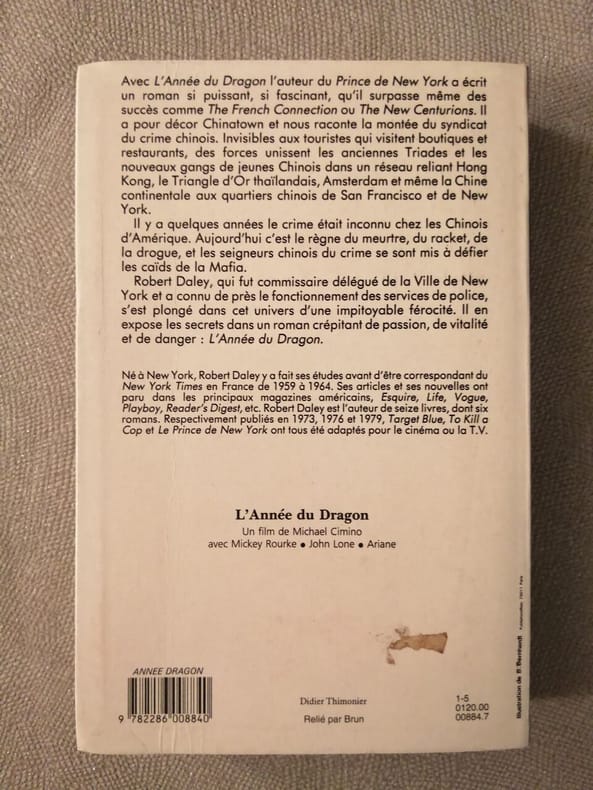 Avec L'Année du Dragon l'auteur du Prince de New York a écrit
un roman si puissant, si fascinant, qu'il surpasse même des
succès comme The French Connection ou The New Centurions. Il
a pour décor Chinatown et nous raconte la montée du syndicat
du crime chinois. Invisibles aux touristes qui visitent boutiques et
restaurants, des forces unissent les anciennes Triades et les
nouveaux gangs de jeunes Chinois dans un réseau reliant Hong
Kong, le Triangle d'Or thaïlandais, Amsterdam et même la Chine
continentale aux quartiers chinois de San Francisco et de New
York.
Il y a quelques années le crime était inconnu chez les Chinois
d'Amérique. Aujourd'hui c'est le règne du meurtre, du racket, de
la drogue, et les seigneurs chinois du crime se sont mis à défier
les caïds de la Mafia.
Robert Daley, qui fut commissaire délégué de la Ville de New
York et a connu de près le fonctionnement des services de police,
s'est plongé dans cet univers d'une impitoyable férocité. Il en
expose les secrets dans un roman crépitant de passion, de vitalité
et de danger : L'Année du Dragon.
Né à New York, Robert Daley y a fait ses études avant d'être correspondant du
New York Times en France de 1959 à 1964. Ses articles et ses nouvelles ont
paru dans les principaux magazines américains, Esquire, Life, Vogue,
Playboy, Reader's Digest, etc. Robert Daley est l'auteur de seize livres, dont six
romans. Respectivement publiés en 1973, 1976 et 1979, Target Blue, To Kill a
Cop et Le Prince de New York ont tous été adaptés pour le cinéma ou la T.V.
L'Année du Dragon
Un film de Michael Cimino
avec Mickey Rourke • John Lone • Ariane
ANNEE DRAGON
9 782286 008840
Didier Thimonier
Relié par Brun
1-5
0120.00
00884.7
Illustration de B Bernhardt